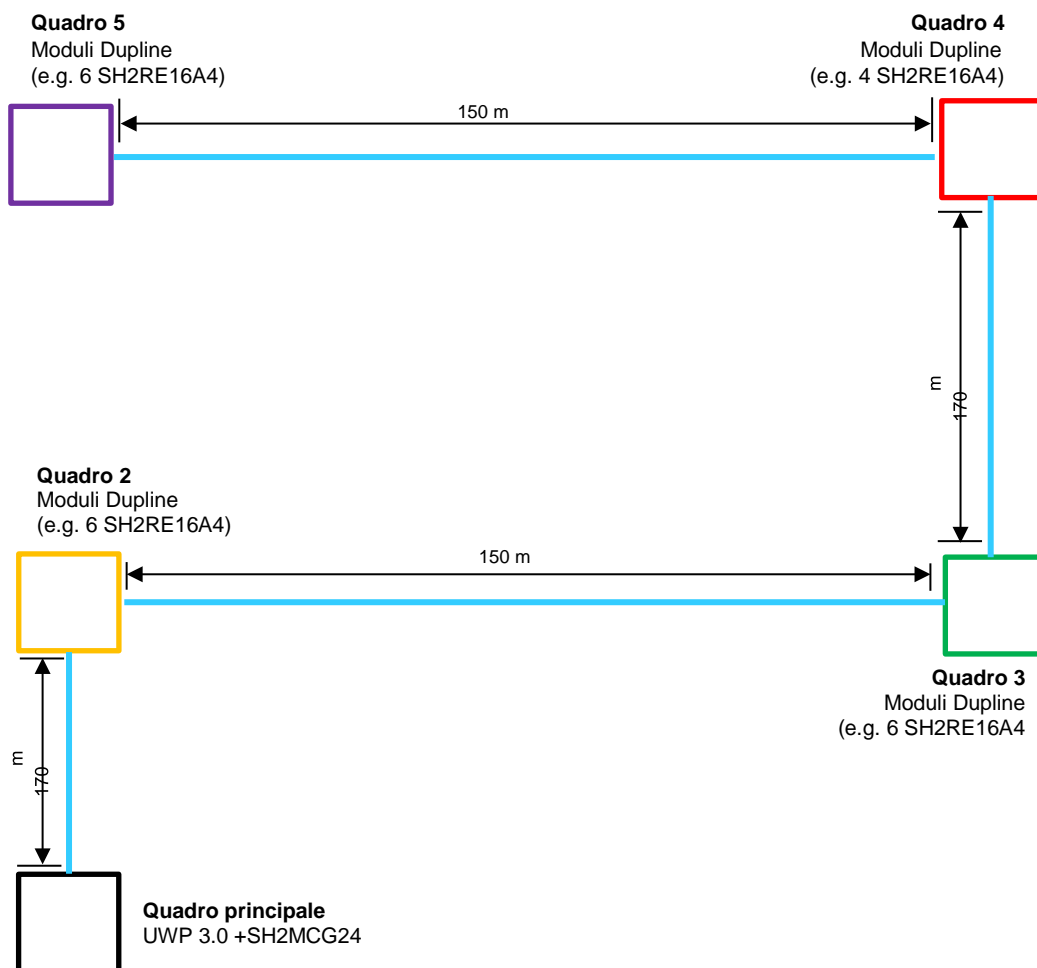 Quadro 5
Moduli Dupline
(e.g. 6 SH2RE16A4)
Quadro 4
Moduli Dupline
(e.g. 4 SH2RE16A4)
150 m
170
m
Quadro 2
Moduli Dupline
(e.g. 6 SH2RE16A4)
150 m
Quadro 3
Moduli Dupline
(e.g. 6 SH2RE16A4
170
m
Quadro principale
UWP 3.0 +SH2MCG24